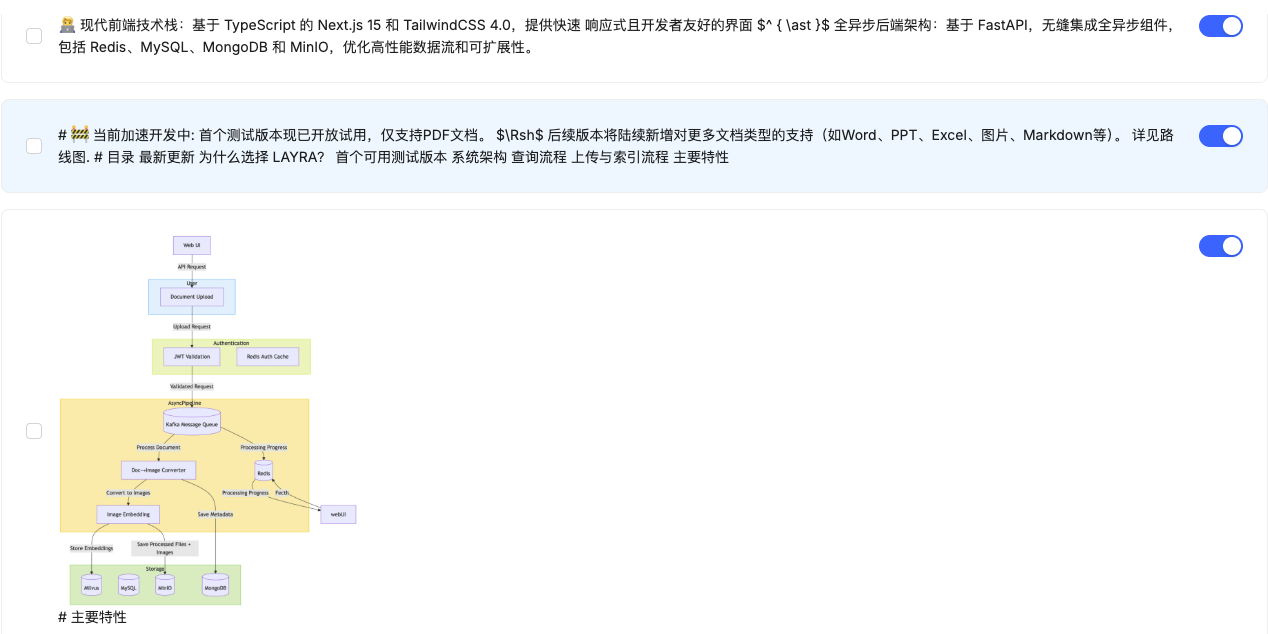 🧑‍💻 现代前端技术栈：基于 TypeScript 的 Next.js 15 和 TailwindCSS 4.0，提供快速 响应式且开发者友好的界面 $^ { \ast }$ 全异步后端架构：基于 FastAPI，无缝集成全异步组件，
包括 Redis、MySQL、MongoDB 和 MinIO，优化高性能数据流和可扩展性。
# 🚧 当前加速开发中: 首个测试版本现已开放试用，仅支持PDF文档。 $\Rsh$ 后续版本将陆续新增对更多文档类型的支持（如Word、PPT、Excel、图片、Markdown等）。 详见路
线图. # 目录 最新更新 为什么选择 LAYRA？ 首个可用测试版本 系统架构 查询流程 上传与索引流程 主要特性
Web UI
API Request
User
Document Upload
Upload Request
Authentication
JWT Validation
Redis Auth Cache
Validated Request
AsyncPipeline
Kafka Message Queue
Process Document
Processing Progress
Doc→Image Converter
Redis
Convert to Images
Processing Progress
Fecth
Image Embedding
Save Metadata
webUI
Store Embeddings
Save Processed Files +
Images
Storage
Milvus
MySQL
MinIO
MongoDB
# 主要特性